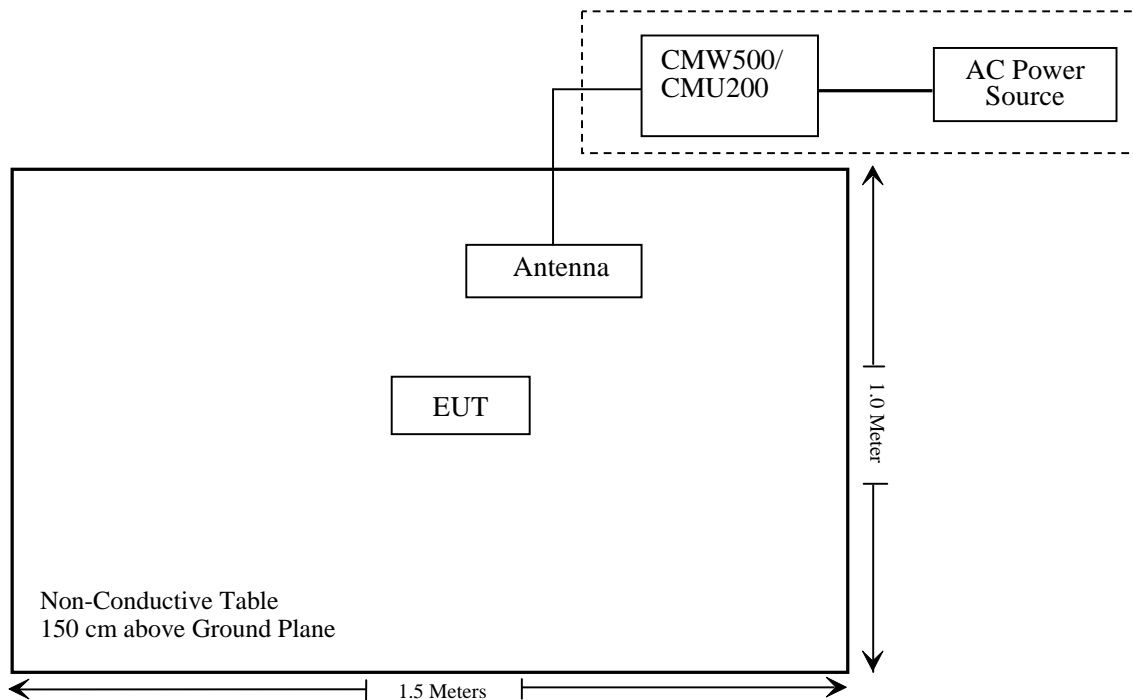 CMW500/
CMU200
AC Power
Source
Antenna
EUT
1.0 Meter
Non-Conductive Table
150 cm above Ground Plane
1.5 Meters